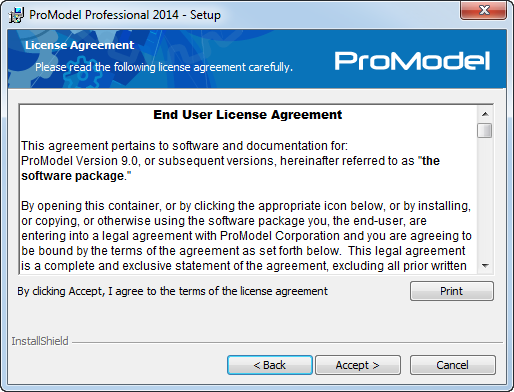 ProModel Professional 2014 - Setup
License Agreement
Please read the following license agreement carefully.
ProModel
End User License Agreement
This agreement pertains to software and documentation for:
ProModel Version 9.0, or subsequent versions, hereinafter referred to as "the
software package."
By opening this container, or by clicking the appropriate icon below, or by installing,
or copying, or otherwise using the software package you, the end-user, are
entering into a legal agreement with ProModel Corporation and you are agreeing to
be bound by the terms of the agreement as set forth below.  This legal agreement
is a complete and exclusive statement of the agreement, excluding all prior written
By clicking Accept, I agree to the terms of the license agreement
Print
InstallShield
< Back
Accept >
Cancel